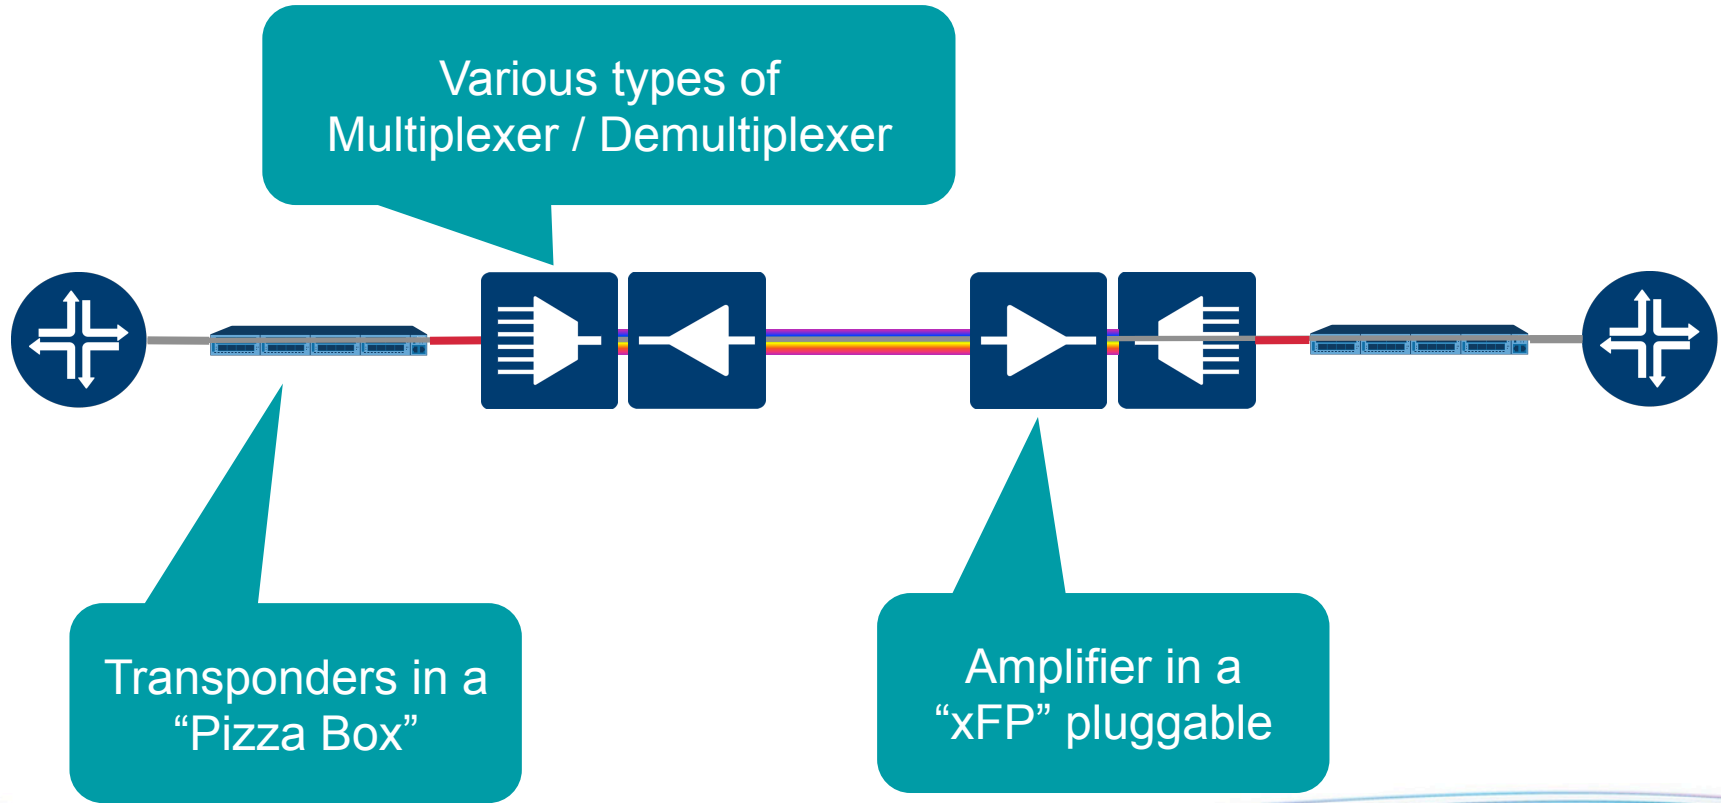 Various types of
Multiplexer / Demultiplexer
Transponders in a
“Pizza Box”
Amplifier in a
“xFP” pluggable